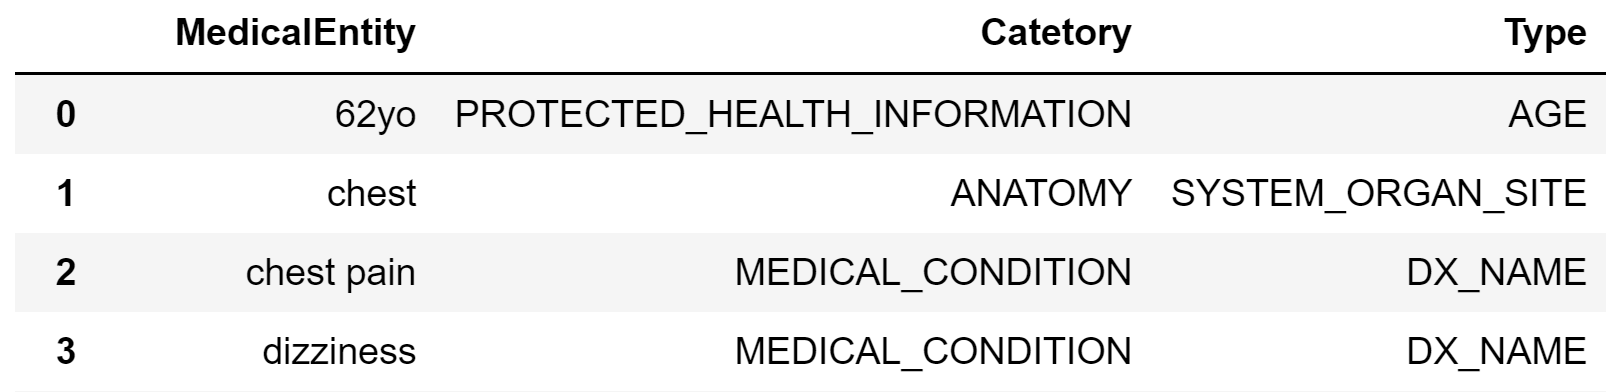 MedicalEntity Catetory Type
0 62yo PROTECTED_HEALTH_INFORMATION AGE
1 chest ANATOMY SYSTEM_ORGAN_SITE
2 chest pain MEDICAL_CONDITION DX_NAME
3 dizziness MEDICAL_CONDITION DX_NAME